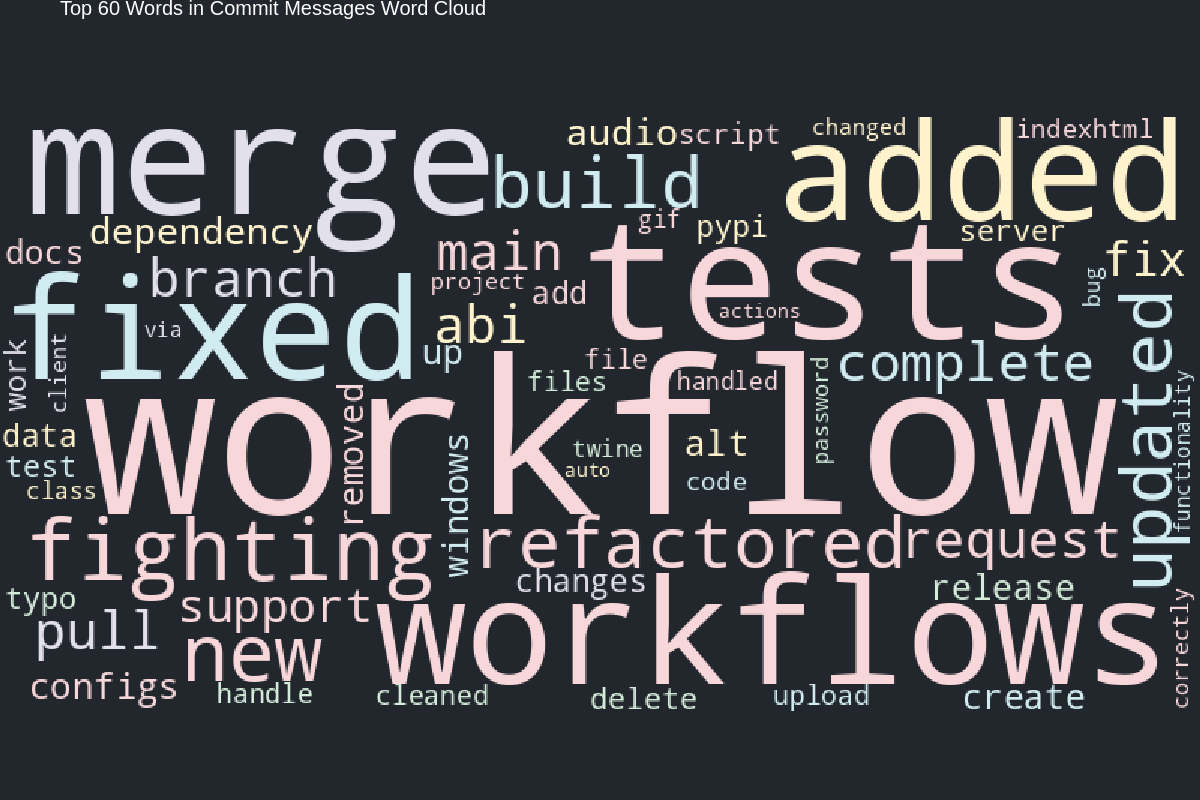 Top 60 Words in Commit Messages Word Cloud
merge
audio
script
changed
indexhtml
build
added
gif
pypi
server
dependency
docs
main
tests
fix
branch
project
add
bug
fixed
via
abi
actions
updated
up
work
client
file
complete
files
handled
password
functionality
workflow
removed
data
windows
twine
alt
test
auto
code
class
fighting
refactored
request
changes
release
typo
support
workflows
correctly
pull
new
configs
handle
cleaned
delete
upload
create